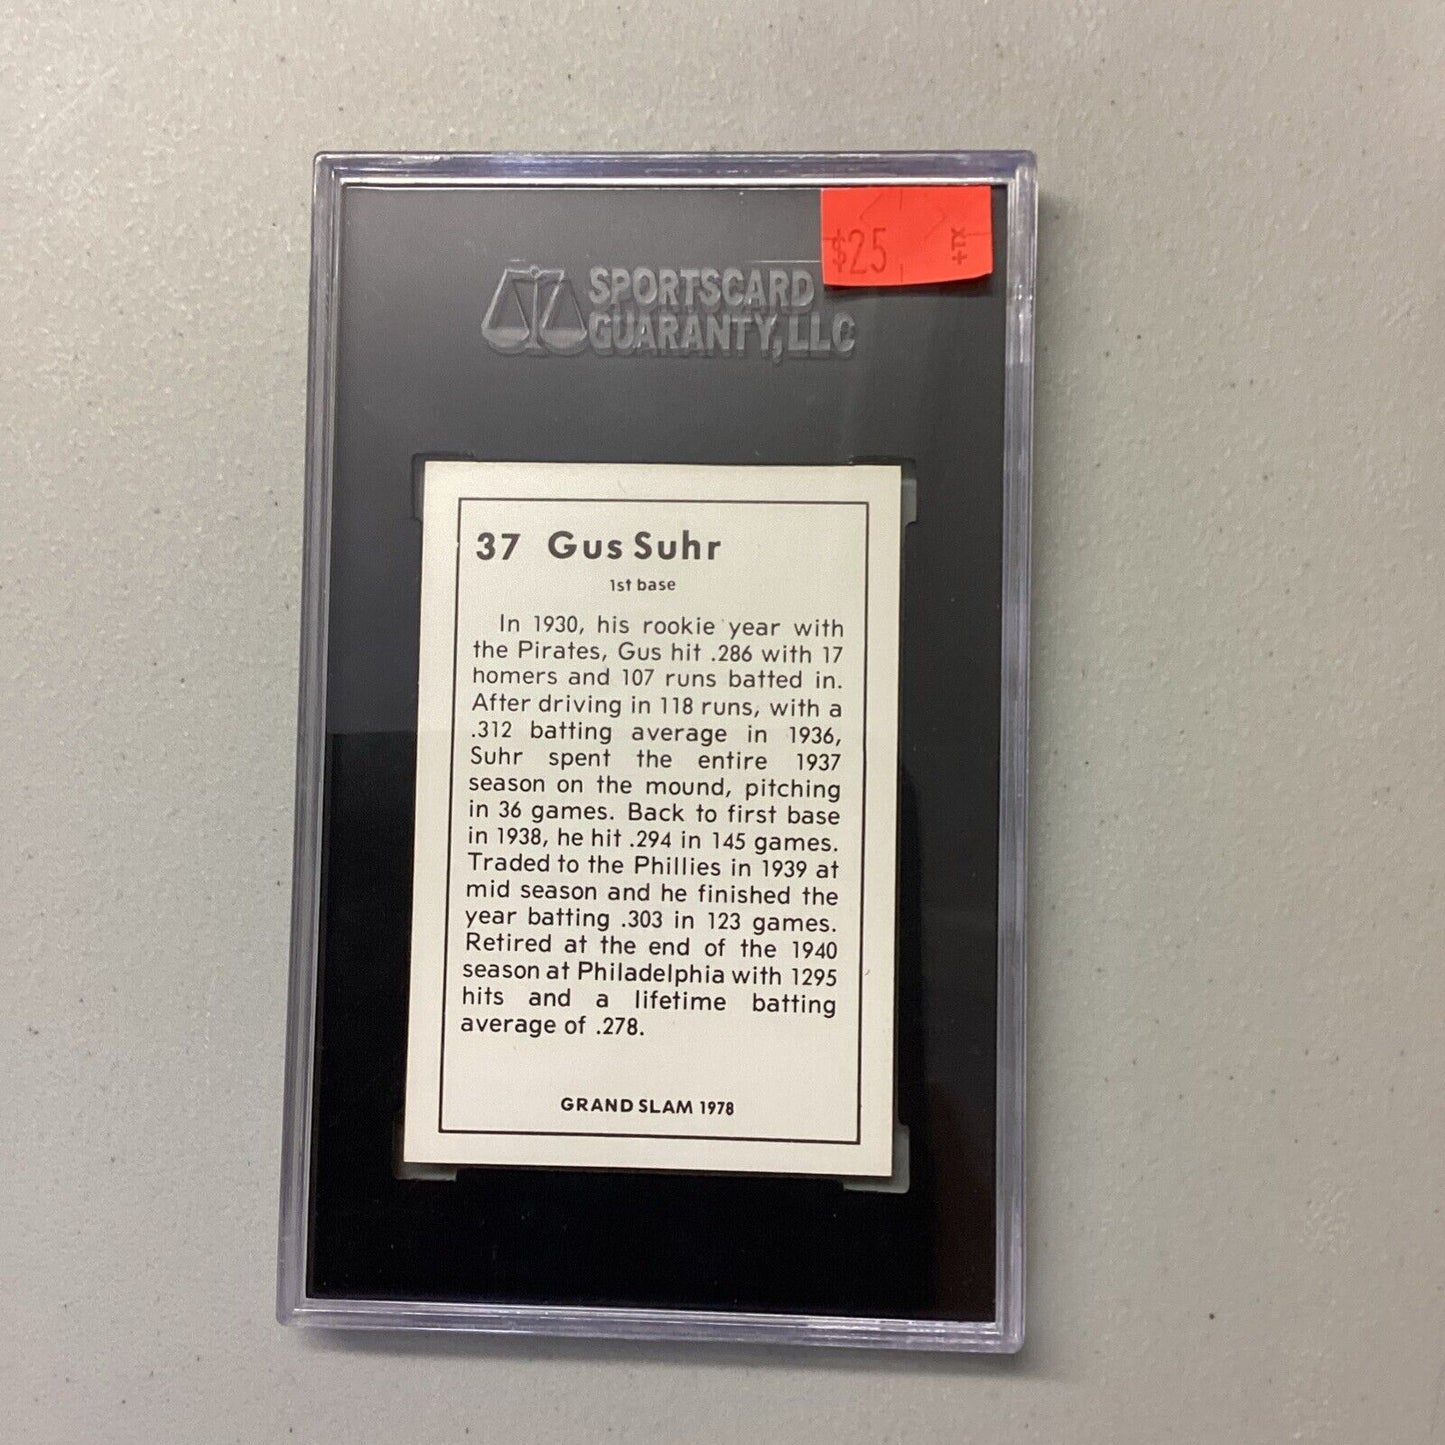 $25 +TX
SPORTSCARD
GUARANTY, LLC
37 Gus Suhr
1st base
In 1930, his rookie year with
the Pirates, Gus hit .286 with 17
homers and 107 runs batted in.
After driving in 118 runs, with a
.312 batting average in 1936,
Suhr spent the entire 1937
season on the mound, pitching
in 36 games. Back to first base
in 1938, he hit .294 in 145 games.
Traded to the Phillies in 1939 at
mid season and he finished the
year batting .303 in 123 games.
Retired at the end of the 1940
season at Philadelphia with 1295
hits and a lifetime batting
average of .278.
GRAND SLAM 1978